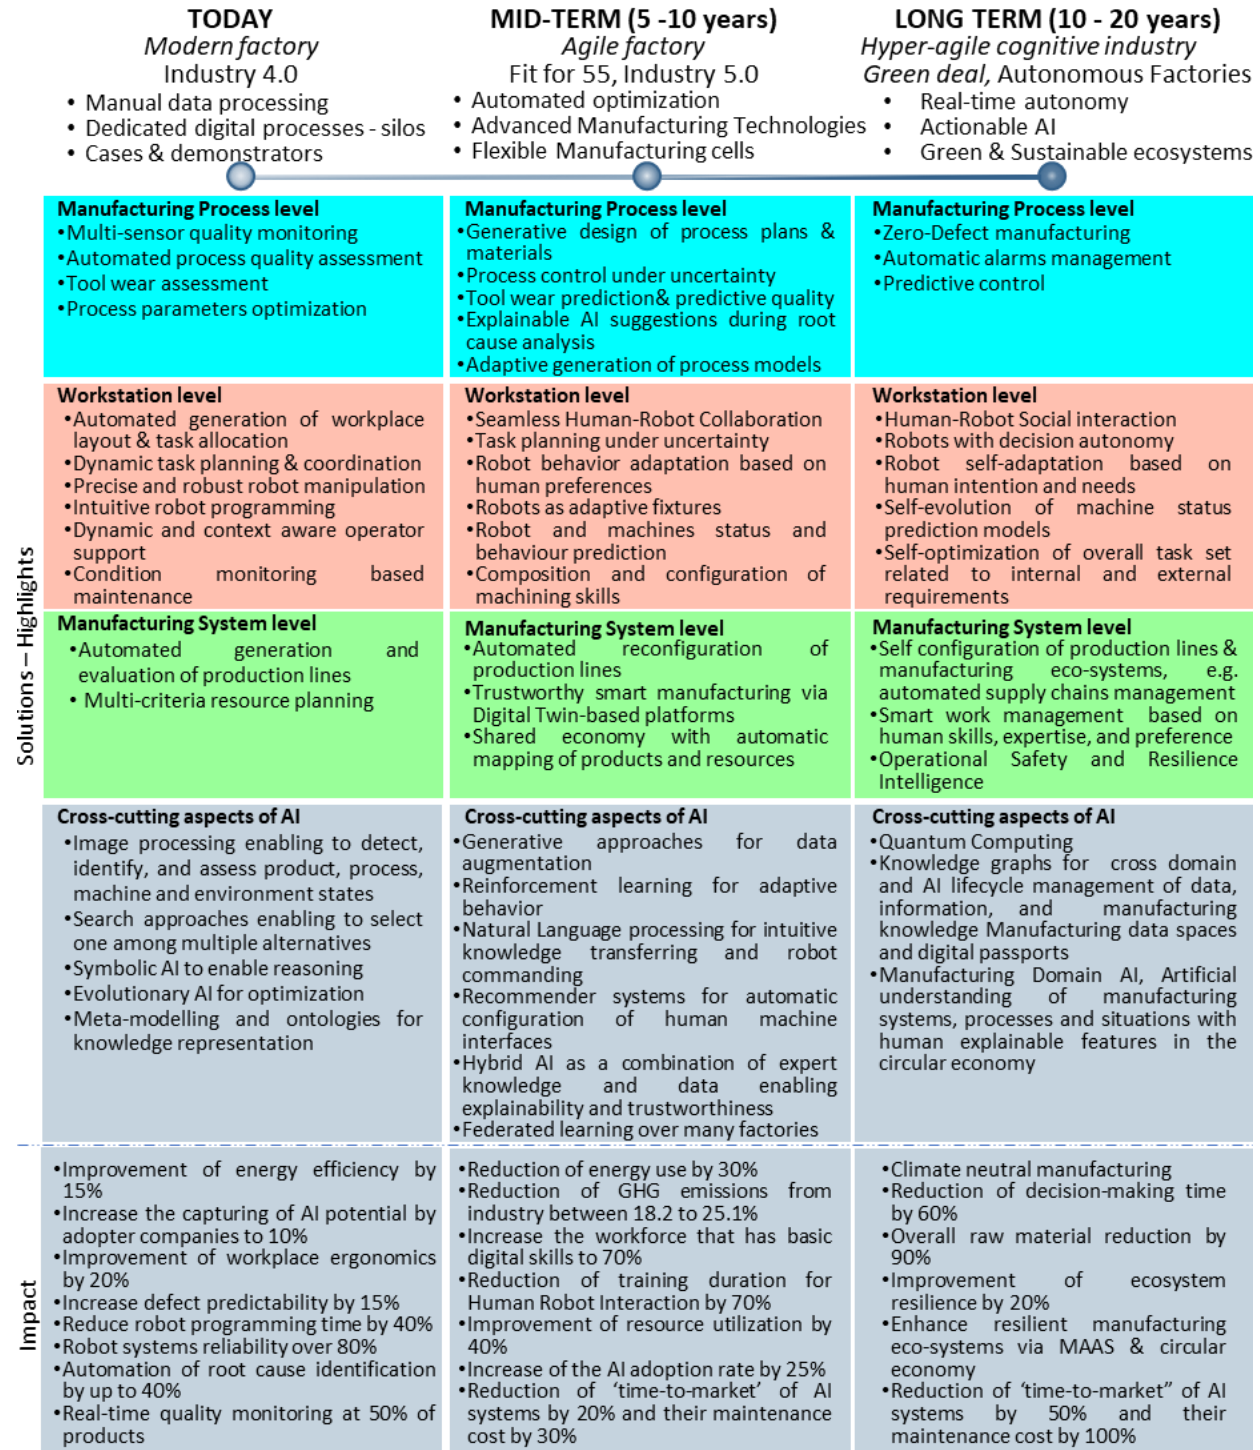 TODAY
Modern factory
Industry 4.0
• Manual data processing
• Dedicated digital processes - silos
• Cases & demonstrators
MID-TERM (5 -10 years)
Agile factory
Fit for 55, Industry 5.0
• Automated optimization
• Advanced Manufacturing Technologies
• Flexible Manufacturing cells
LONG TERM (10 - 20 years)
Hyper-agile cognitive industry
Green deal, Autonomous Factories
• Real-time autonomy
• Actionable AI
• Green & Sustainable ecosystems
Solutions – Highlights
Manufacturing Process level
•Multi-sensor quality monitoring
•Automated process quality assessment
•Tool wear assessment
•Process parameters optimization
Manufacturing Process level
•Generative design of process plans &
materials
•Process control under uncertainty
•Tool wear prediction& predictive quality
•Explainable AI suggestions during root
cause analysis
•Adaptive generation of process models
Manufacturing Process level
•Zero-Defect manufacturing
•Automatic alarms management
•Predictive control
Workstation level
•Automated generation of workplace
layout & task allocation
•Dynamic task planning & coordination
•Precise and robust robot manipulation
•Intuitive robot programming
•Dynamic and context aware operator
support
•Condition monitoring based
maintenance
Workstation level
•Seamless Human-Robot Collaboration
•Task planning under uncertainty
•Robot behavior adaptation based on
human preferences
•Robots as adaptive fixtures
•Robot and machines status and
behaviour prediction
•Composition and configuration of
machining skills
Workstation level
•Human-Robot Social interaction
•Robots with decision autonomy
•Robot self-adaptation based on
human intention and needs
•Self-evolution of machine status
prediction models
•Self-optimization of overall task set
related to internal and external
requirements
Manufacturing System level
•Automated generation and
evaluation of production lines
• Multi-criteria resource planning
Manufacturing System level
•Automated reconfiguration of
production lines
•Trustworthy smart manufacturing via
Digital Twin-based platforms
•Shared economy with automatic
mapping of products and resources
Manufacturing System level
•Self configuration of production lines &
manufacturing eco-systems, e.g.
automated supply chains management
•Smart work management based on
human skills, expertise, and preference
•Operational Safety and Resilience
Intelligence
Cross-cutting aspects of AI
•Image processing enabling to detect,
identify, and assess product, process,
machine and environment states
•Search approaches enabling to select
one among multiple alternatives
•Symbolic AI to enable reasoning
•Evolutionary AI for optimization
•Meta-modelling and ontologies for
knowledge representation
Cross-cutting aspects of AI
•Generative approaches for data
augmentation
•Reinforcement learning for adaptive
behavior
•Natural Language processing for intuitive
knowledge transferring and robot
commanding
•Recommender systems for automatic
configuration of human machine
interfaces
•Hybrid AI as a combination of expert
knowledge and data enabling
explainability and trustworthiness
•Federated learning over many factories
Cross-cutting aspects of AI
•Quantum Computing
•Knowledge graphs for cross domain
and AI lifecycle management of data,
information, and manufacturing
knowledge Manufacturing data spaces
and digital passports
•Manufacturing Domain AI, Artificial
understanding of manufacturing
systems, processes and situations with
human explainable features in the
circular economy
Impact
•Improvement of energy efficiency by
15%
•Increase the capturing of AI potential by
adopter companies to 10%
•Improvement of workplace ergonomics
by 20%
•Increase defect predictability by 15%
•Reduce robot programming time by 40%
•Robot systems reliability over 80%
•Automation of root cause identification
by up to 40%
•Real-time quality monitoring at 50% of
products
•Reduction of energy use by 30%
•Reduction of GHG emissions from
industry between 18.2 to 25.1%
•Increase the workforce that has basic
digital skills to 70%
•Reduction of training duration for
Human Robot Interaction by 70%
•Improvement of resource utilization by
40%
•Increase of the AI adoption rate by 25%
•Reduction of ‘time-to-market’ of AI
systems by 20% and their maintenance
cost by 30%
•Climate neutral manufacturing
•Reduction of decision-making time
by 60%
•Overall raw material reduction by
90%
•Improvement of ecosystem
resilience by 20%
•Enhance resilient manufacturing
eco-systems via MAAS & circular
economy
•Reduction of ‘time-to-market” of AI
systems by 50% and their
maintenance cost by 100%